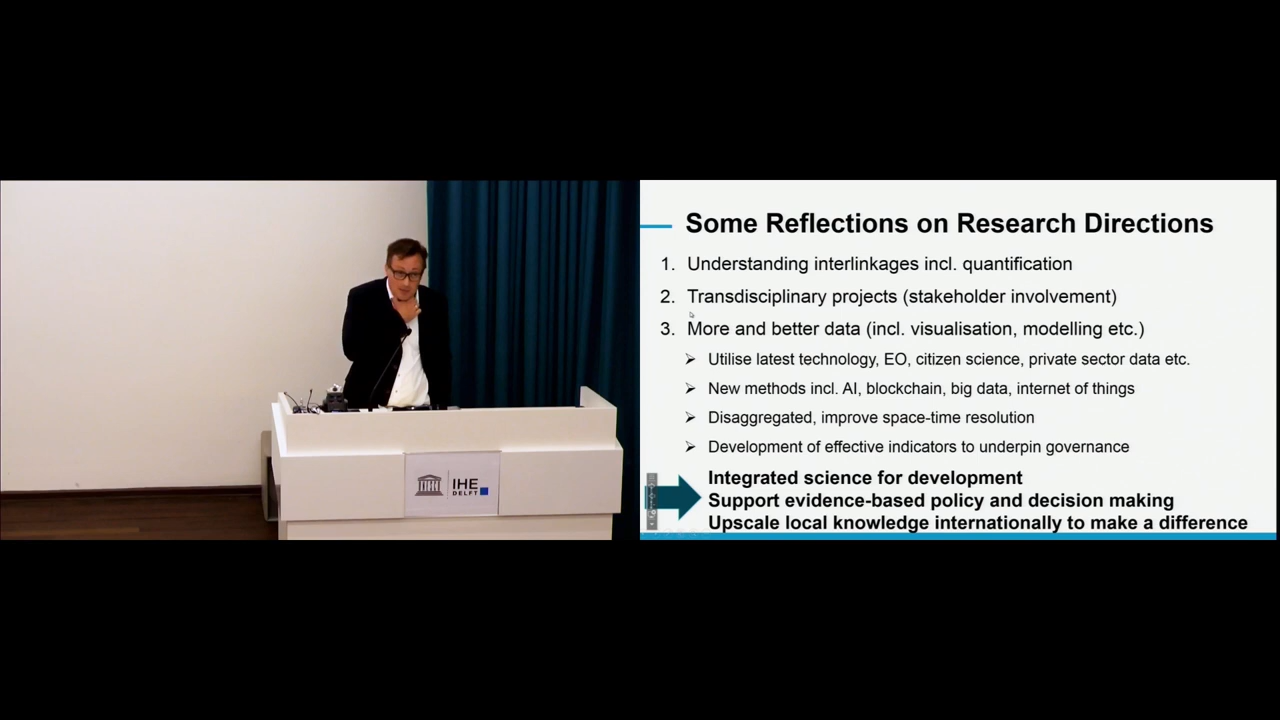 IHE
DELFT
Some Reflections on Research Directions
1. Understanding interlinkages incl. quantification
2. Transdisciplinary projects (stakeholder involvement)
3. More and better data (incl. visualisation, modelling etc.)
Utilise latest technology, EO, citizen science, private sector data etc.
New methods incl. AI, blockchain, big data, internet of things
Disaggregated, improve space-time resolution
Development of effective indicators to underpin governance
Integrated science for development
Support evidence-based policy and decision making
Upscale local knowledge internationally to make a difference